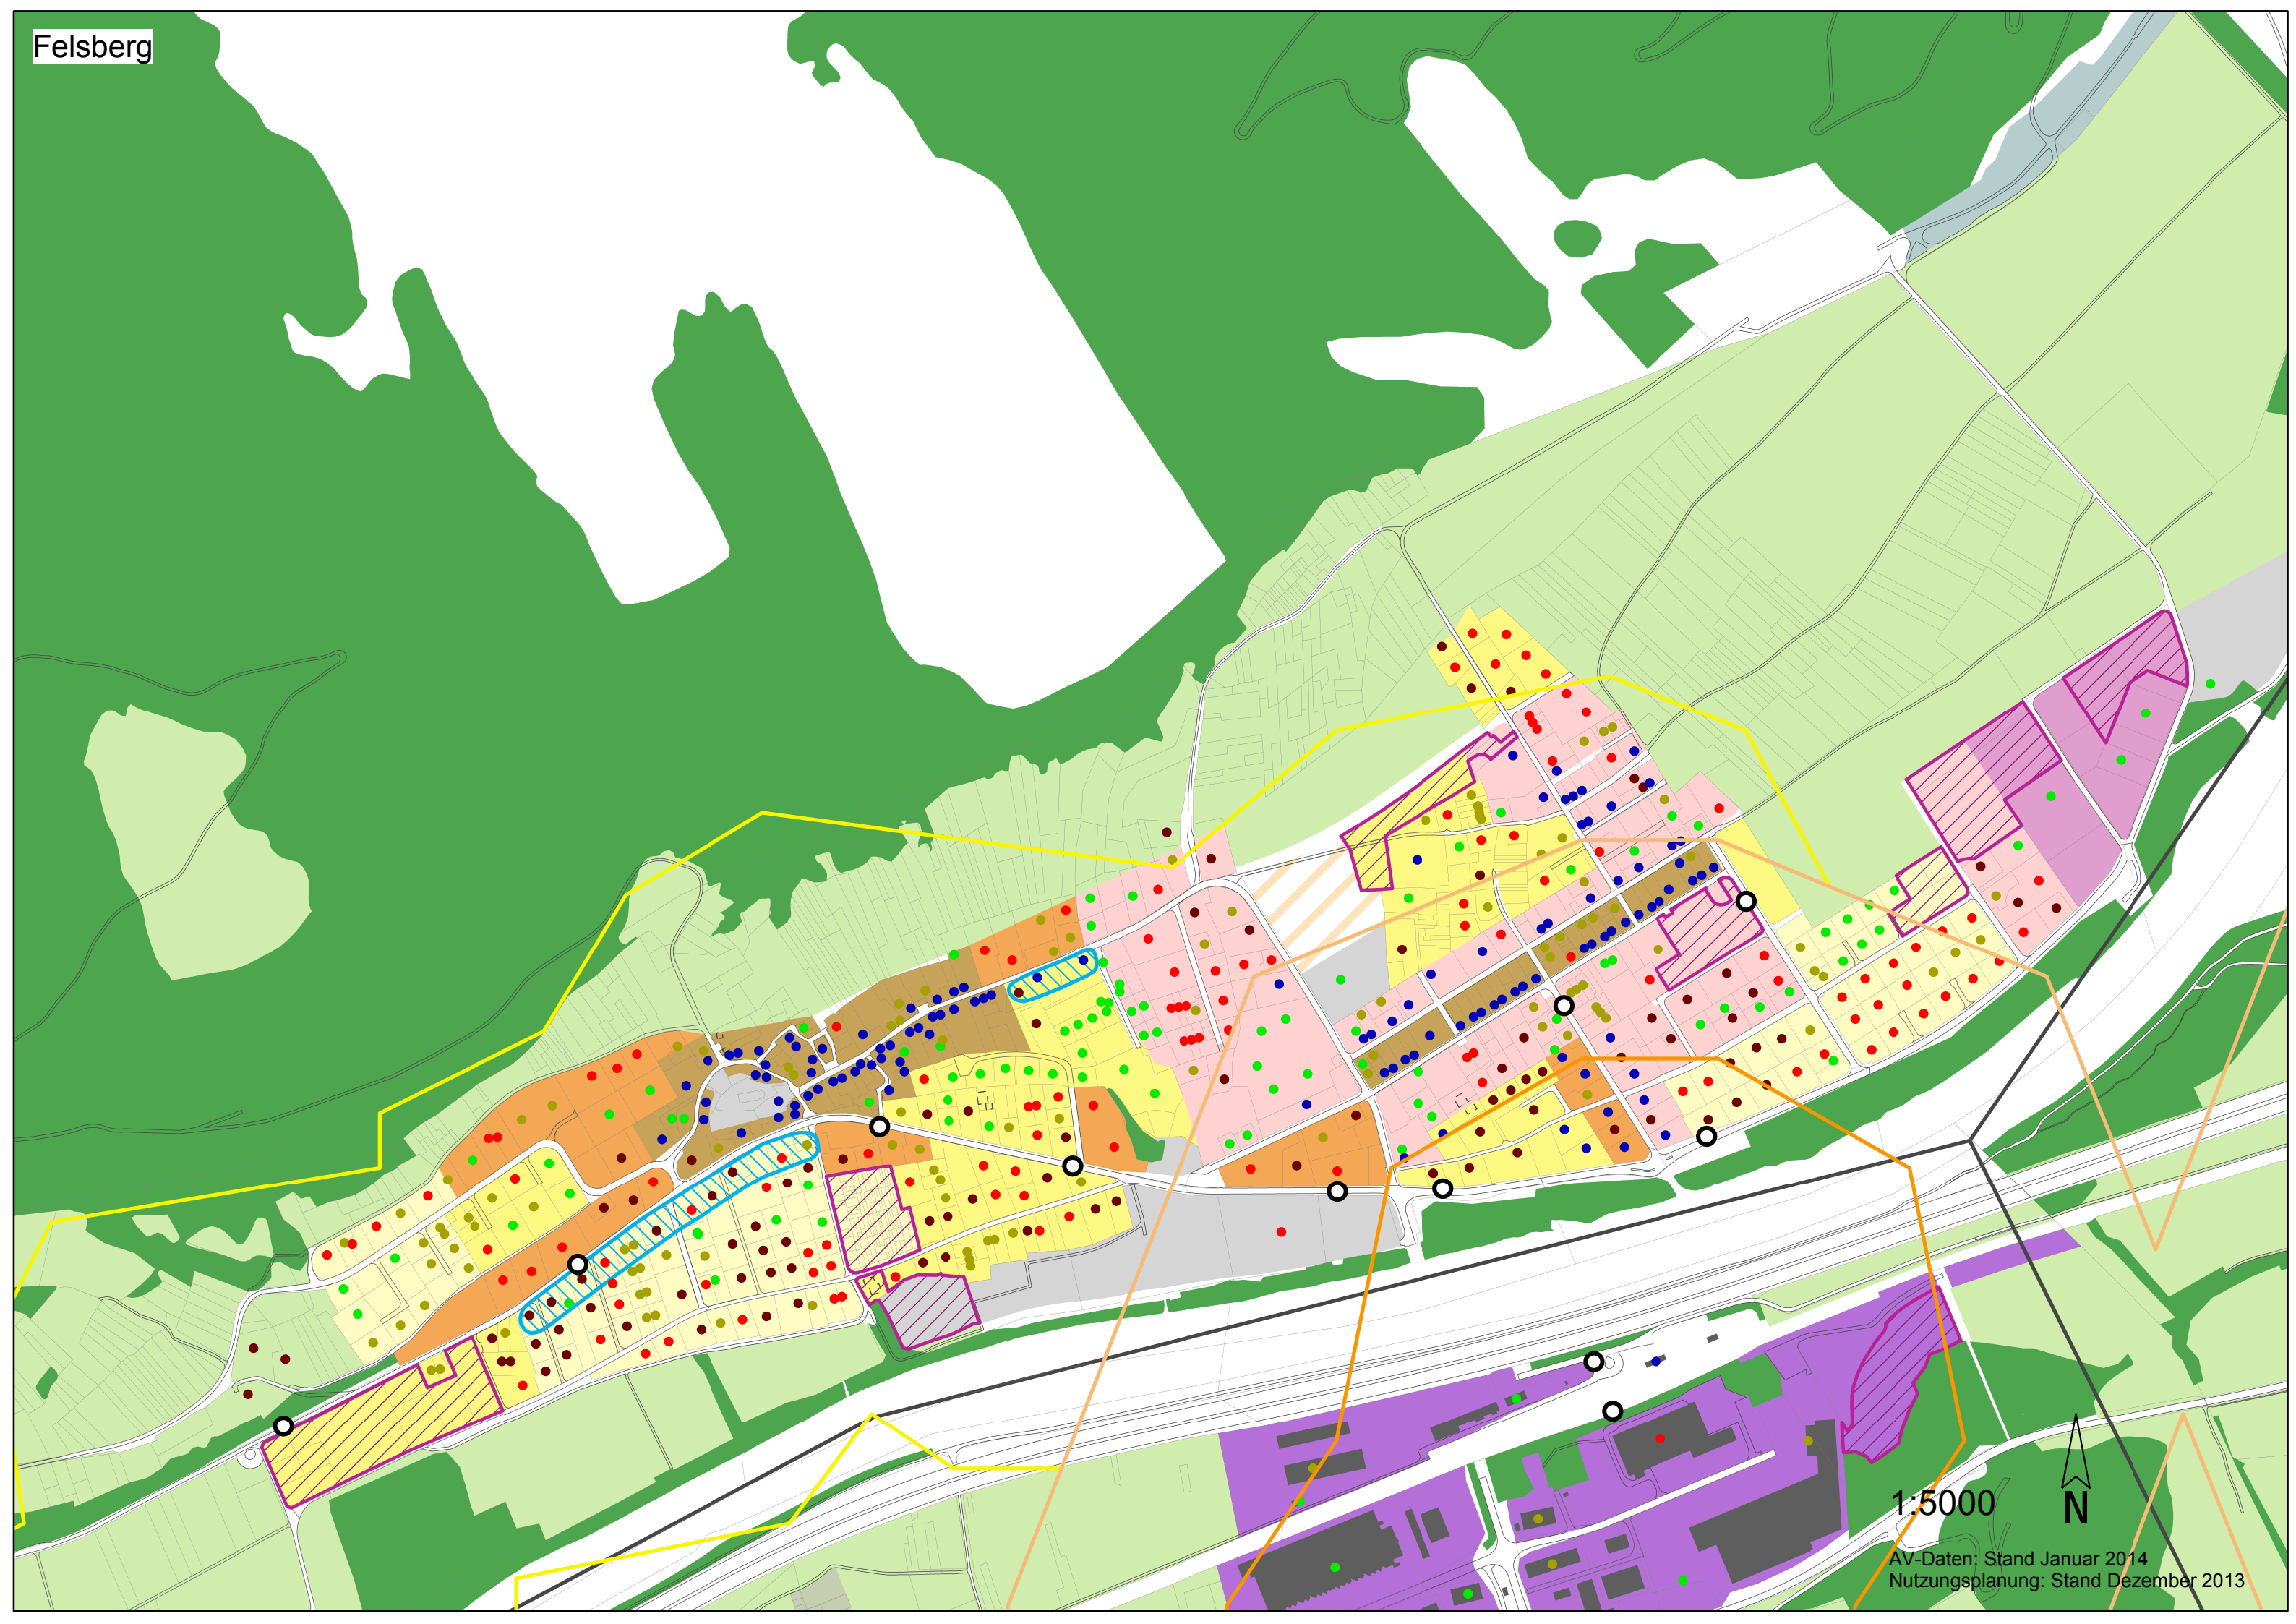 Felsberg
1:5000
N
AV-Daten: Stand Januar 2014
Nutzungsplanung: Stand Dezember 2013